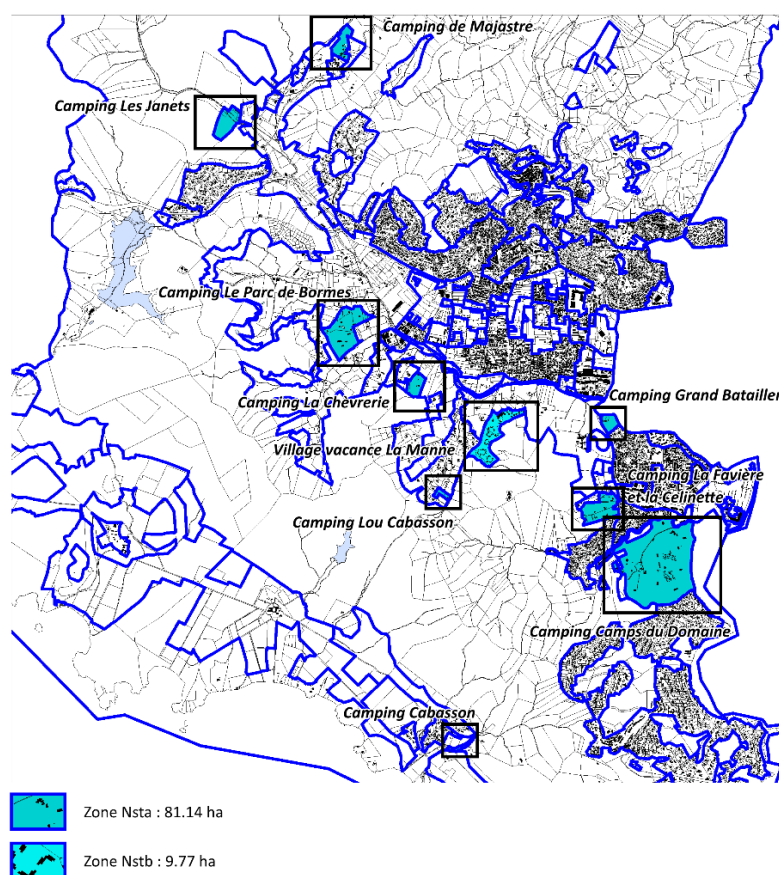 Camping de Majastre
Camping Les Janets
Camping Le Parc de Bormes
Camping La Chèvrerie
Camping Grand Batailler
Village vacance La Manne
Camping La Favière
et la Celinette
Camping Lou Cabasson
Camping Camps du Domaine
Camping Cabasson
Zone Nsta : 81.14 ha
Zone Nstb : 9.77 ha